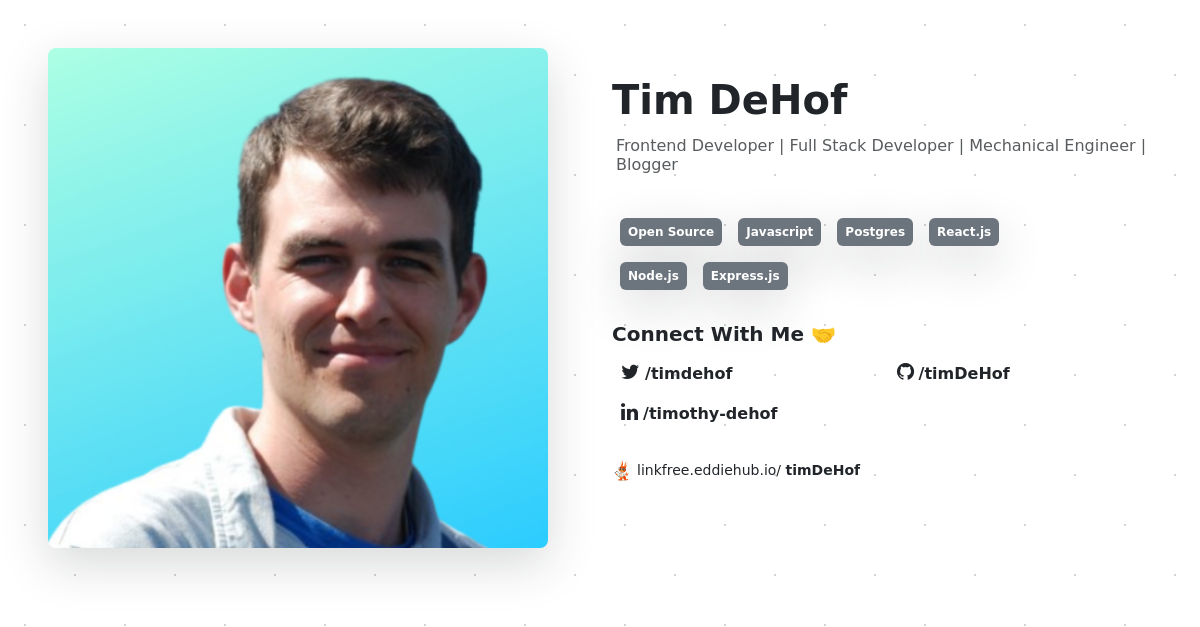 Tim DeHof
Frontend Developer | Full Stack Developer | Mechanical Engineer |
Blogger
Open Source Javascript Postgres React.js
Node.js Express.js
Connect With Me 🤝
/timdehof /timDeHof
/timothy-dehof
linkfree.eddiehub.io/ timDeHof